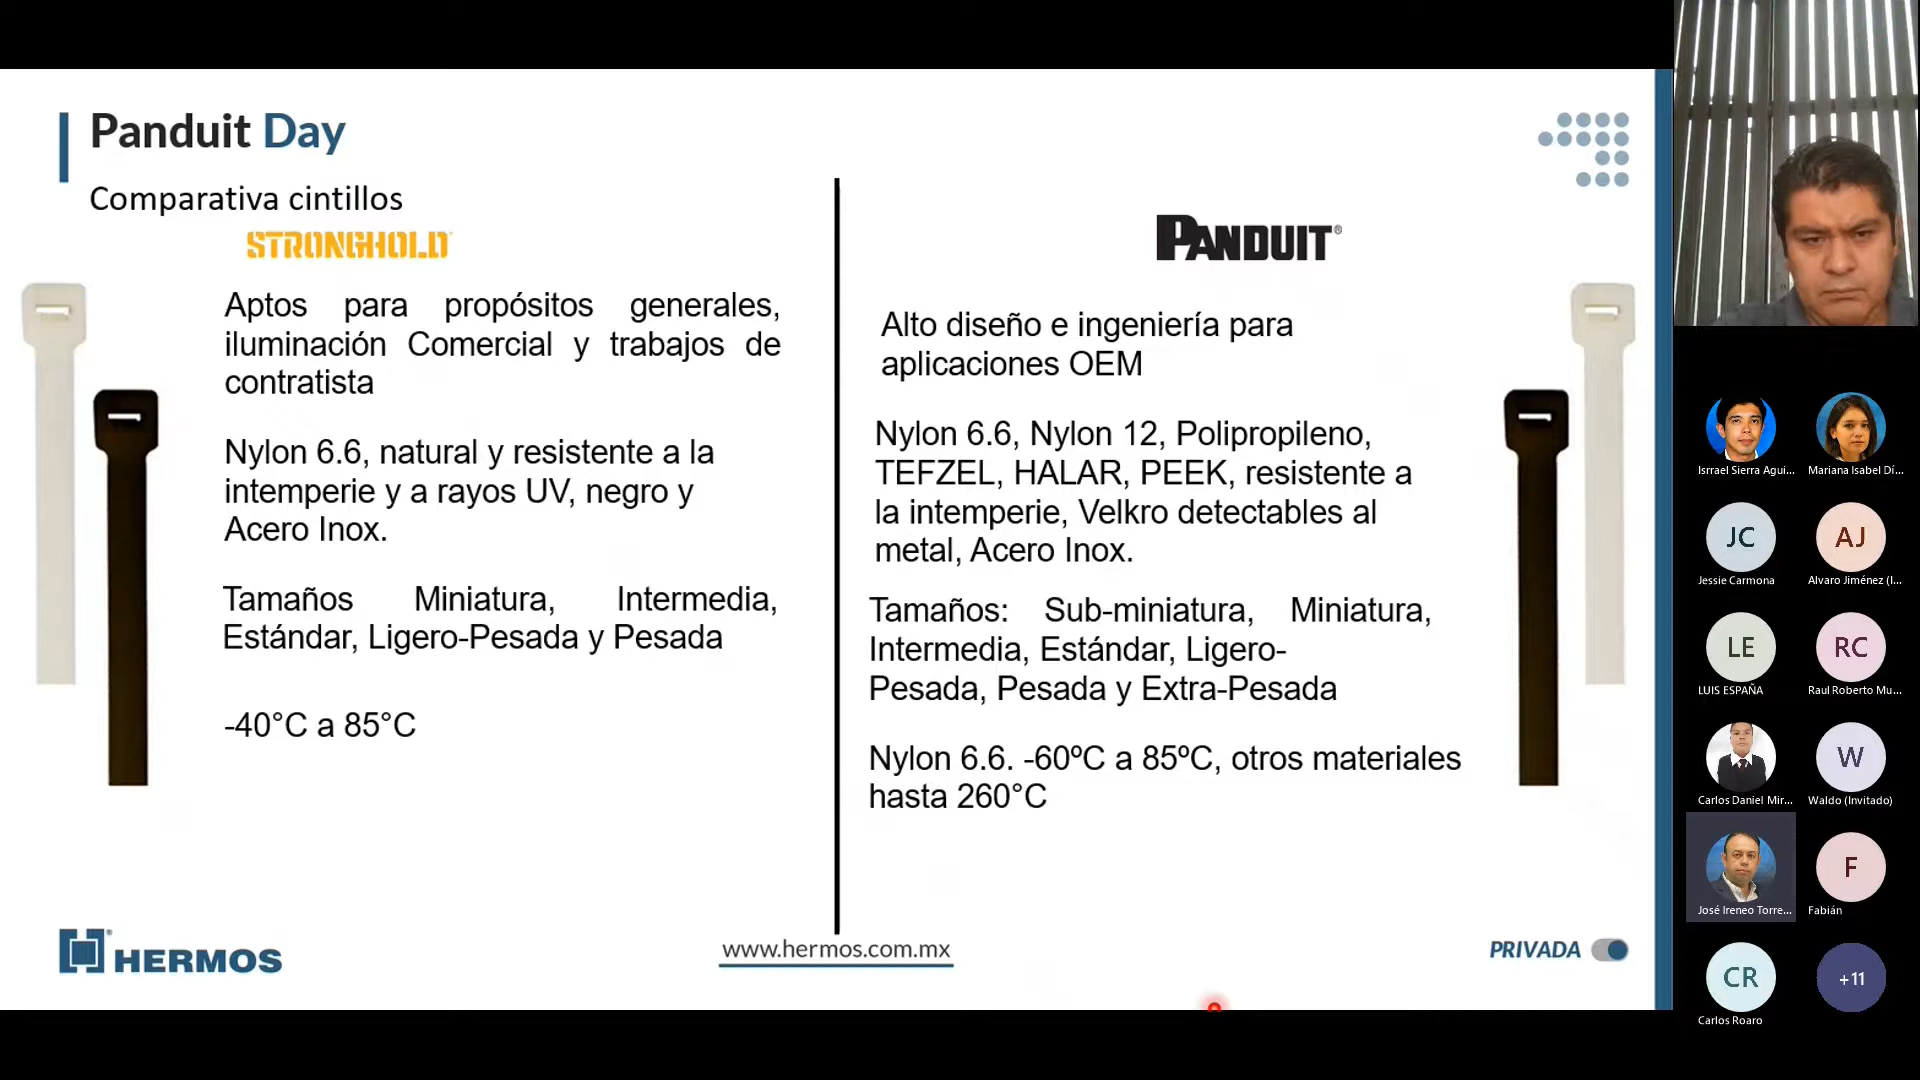 Panduit Day
Comparativa cintillos
STRONGHOLD
Aptos para propósitos generales,
iluminación Comercial y trabajos de
contratista
Nylon 6.6, natural y resistente a la
intemperie y a rayos UV, negro y
Acero Inox.
Tamaños Miniatura, Intermedia,
Estándar, Ligero-Pesada y Pesada
-40°C a 85°C
PANDUIT®
Alto diseño e ingeniería para
aplicaciones OEM
Nylon 6.6, Nylon 12, Polipropileno,
TEFZEL, HALAR, PEEK, resistente a
la intemperie, Velkro detectables al
metal, Acero Inox.
Tamaños: Sub-miniatura, Miniatura,
Intermedia, Estándar, Ligero-
Pesada, Pesada y Extra-Pesada
Nylon 6.6. -60ºC a 85ºC, otros materiales
hasta 260°C
HERMOS
www.hermos.com.mx
PRIVADA
Isrrael Sierra Agui...
Mariana Isabel Dí...
JC
Jessie Carmona
AJ
Alvaro Jiménez (I...
LE
LUIS ESPAÑA
RC
Raul Roberto Mu...
Carlos Daniel Mir...
W
Waldo (Invitado)
José Ireneo Torre...
F
Fabián
CR
Carlos Roaro
+11